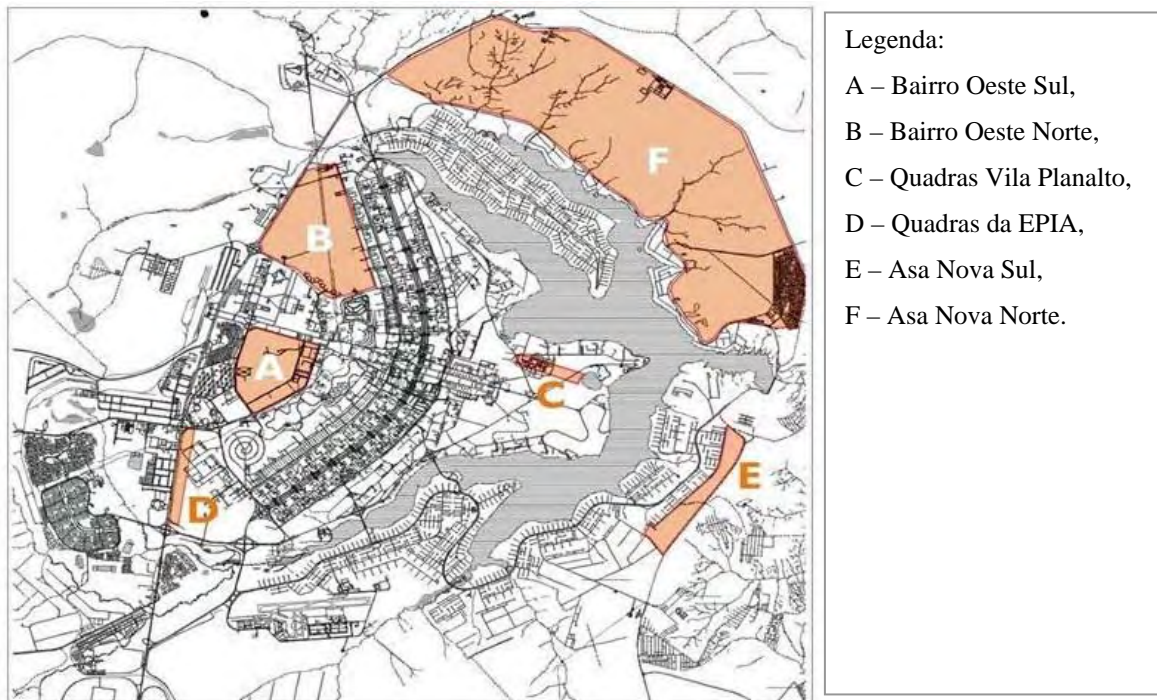 F
B
A
C
D
E
Legenda:
A – Bairro Oeste Sul,
B – Bairro Oeste Norte,
C – Quadras Vila Planalto,
D – Quadras da EPIA,
E – Asa Nova Sul,
F – Asa Nova Norte.